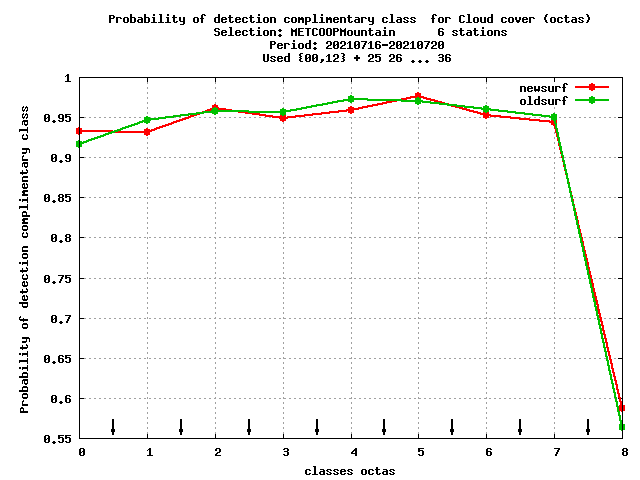 Probability of detection complimentary class  for Cloud cover (octas)
Selection: METCOOPMountain      6 stations
Period: 20210716-20210720
Used {00,12} + 25 26 ... 36
newsurf
oldsurf
Probability of detection complimentary class
1
0.95
0.9
0.85
0.8
0.75
0.7
0.65
0.6
0.55
0 1 2 3 4 5 6 7 8
classes octas